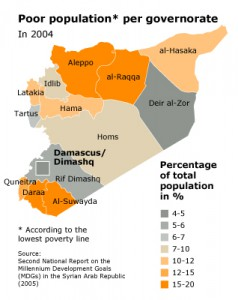 Poor population* per governorate
In 2004
al-Hasaka
Aleppo
al-Raqqa
Idlib
Latakia
Deir al-Zor
Hama
Tartus
Homs
Damascus/
Dimashq
Rif Dimashq
Quneitra
Daraa
Al-Suwayda
Percentage
of total
population
in %
4-5
5-6
6-7
7-10
10-12
12-15
15-20
* According to the
lowest poverty line
Source:
Second National Report on the
Millennium Development Goals
(MDGs) in the Syrian Arab Republic
(2005)